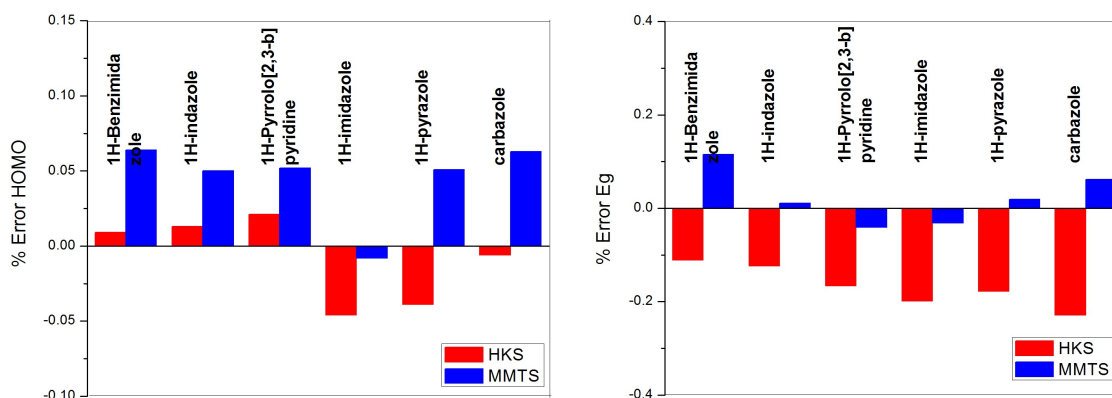 0.15
0.10
0.05
0.00
-0.05
-0.10
% Error HOMO
1H-Benzimida
zole
1H-indazole
1H-Pyrrolo[2,3-b]
pyridine
1H-imidazole
1H-pyrazole
carbazole
HKS
MMTS
0.4
0.2
0.0
-0.2
-0.4
% Error Eg
1H-Benzimida
zole
1H-indazole
1H-Pyrrolo[2,3-b]
pyridine
1H-imidazole
1H-pyrazole
carbazole
HKS
MMTS